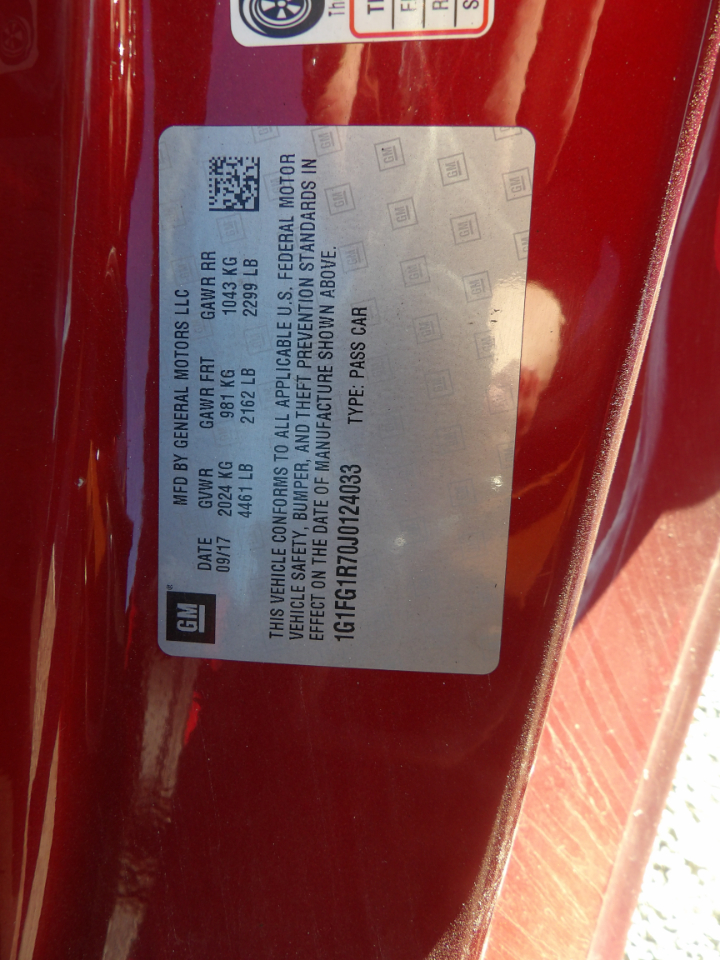 Th
GM
MFD BY GENERAL MOTORS LLC
DATE GVWR GAWR FRT GAWR RR
09/17 2024 KG 981 KG 1043 KG
4461 LB 2162 LB 2299 LB
THIS VEHICLE CONFORMS TO ALL APPLICABLE U.S. FEDERAL MOTOR
VEHICLE SAFETY, BUMPER, AND THEFT PREVENTION STANDARDS IN
EFFECT ON THE DATE OF MANUFACTURE SHOWN ABOVE.
1G1FG1R70J0124033 TYPE: PASS CAR